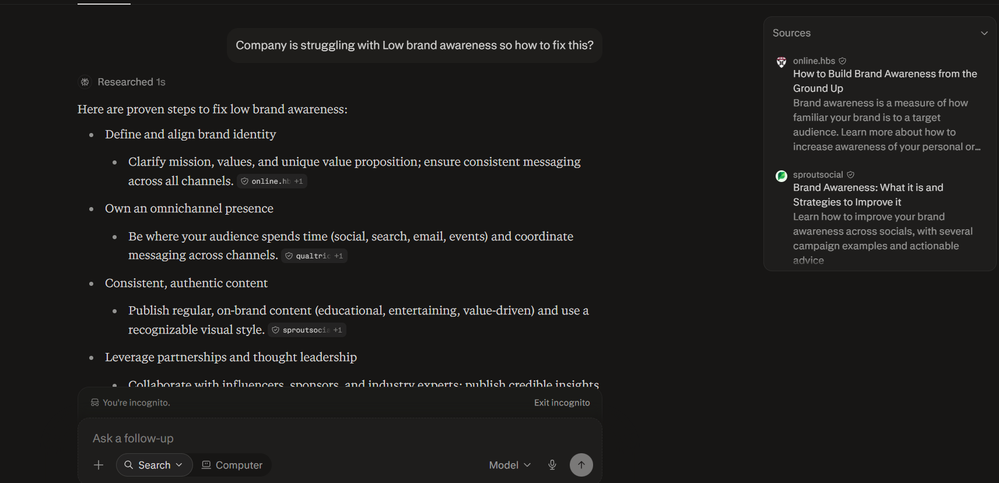 Company is struggling with Low brand awareness so how to fix this?
Researched 1s
Here are proven steps to fix low brand awareness:
Define and align brand identity
Clarify mission, values, and unique value proposition; ensure consistent messaging
across all channels. online.hb +1
Own an omnichannel presence
Be where your audience spends time (social, search, email, events) and coordinate
messaging across channels. qualtric +1
Consistent, authentic content
Publish regular, on-brand content (educational, entertaining, value-driven) and use a
recognizable visual style. sproutsocia +1
Leverage partnerships and thought leadership
Collaborate with influencers, sponsors, and industry experts; publish credible insights
You're incognito.
Exit incognito
Ask a follow-up
Search
Computer
Model
Sources
online.hbs
How to Build Brand Awareness from the
Ground Up
Brand awareness is a measure of how
familiar your brand is to a target
audience. Learn more about how to
increase awareness of your personal or...
sproutsocial
Brand Awareness: What it is and
Strategies to Improve it
Learn how to improve your brand
awareness across socials, with several
campaign examples and actionable
advice